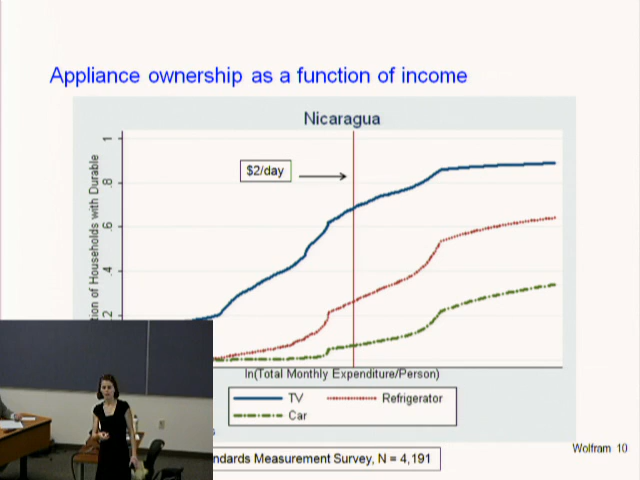 Appliance ownership as a function of income
Nicaragua
1
.8
.6
.4
.2
tion of Households with Durable
$2/day
ln(Total Monthly Expenditure/Person)
TV
Refrigerator
Car
ndards Measurement Survey, N = 4,191
Wolfram 10